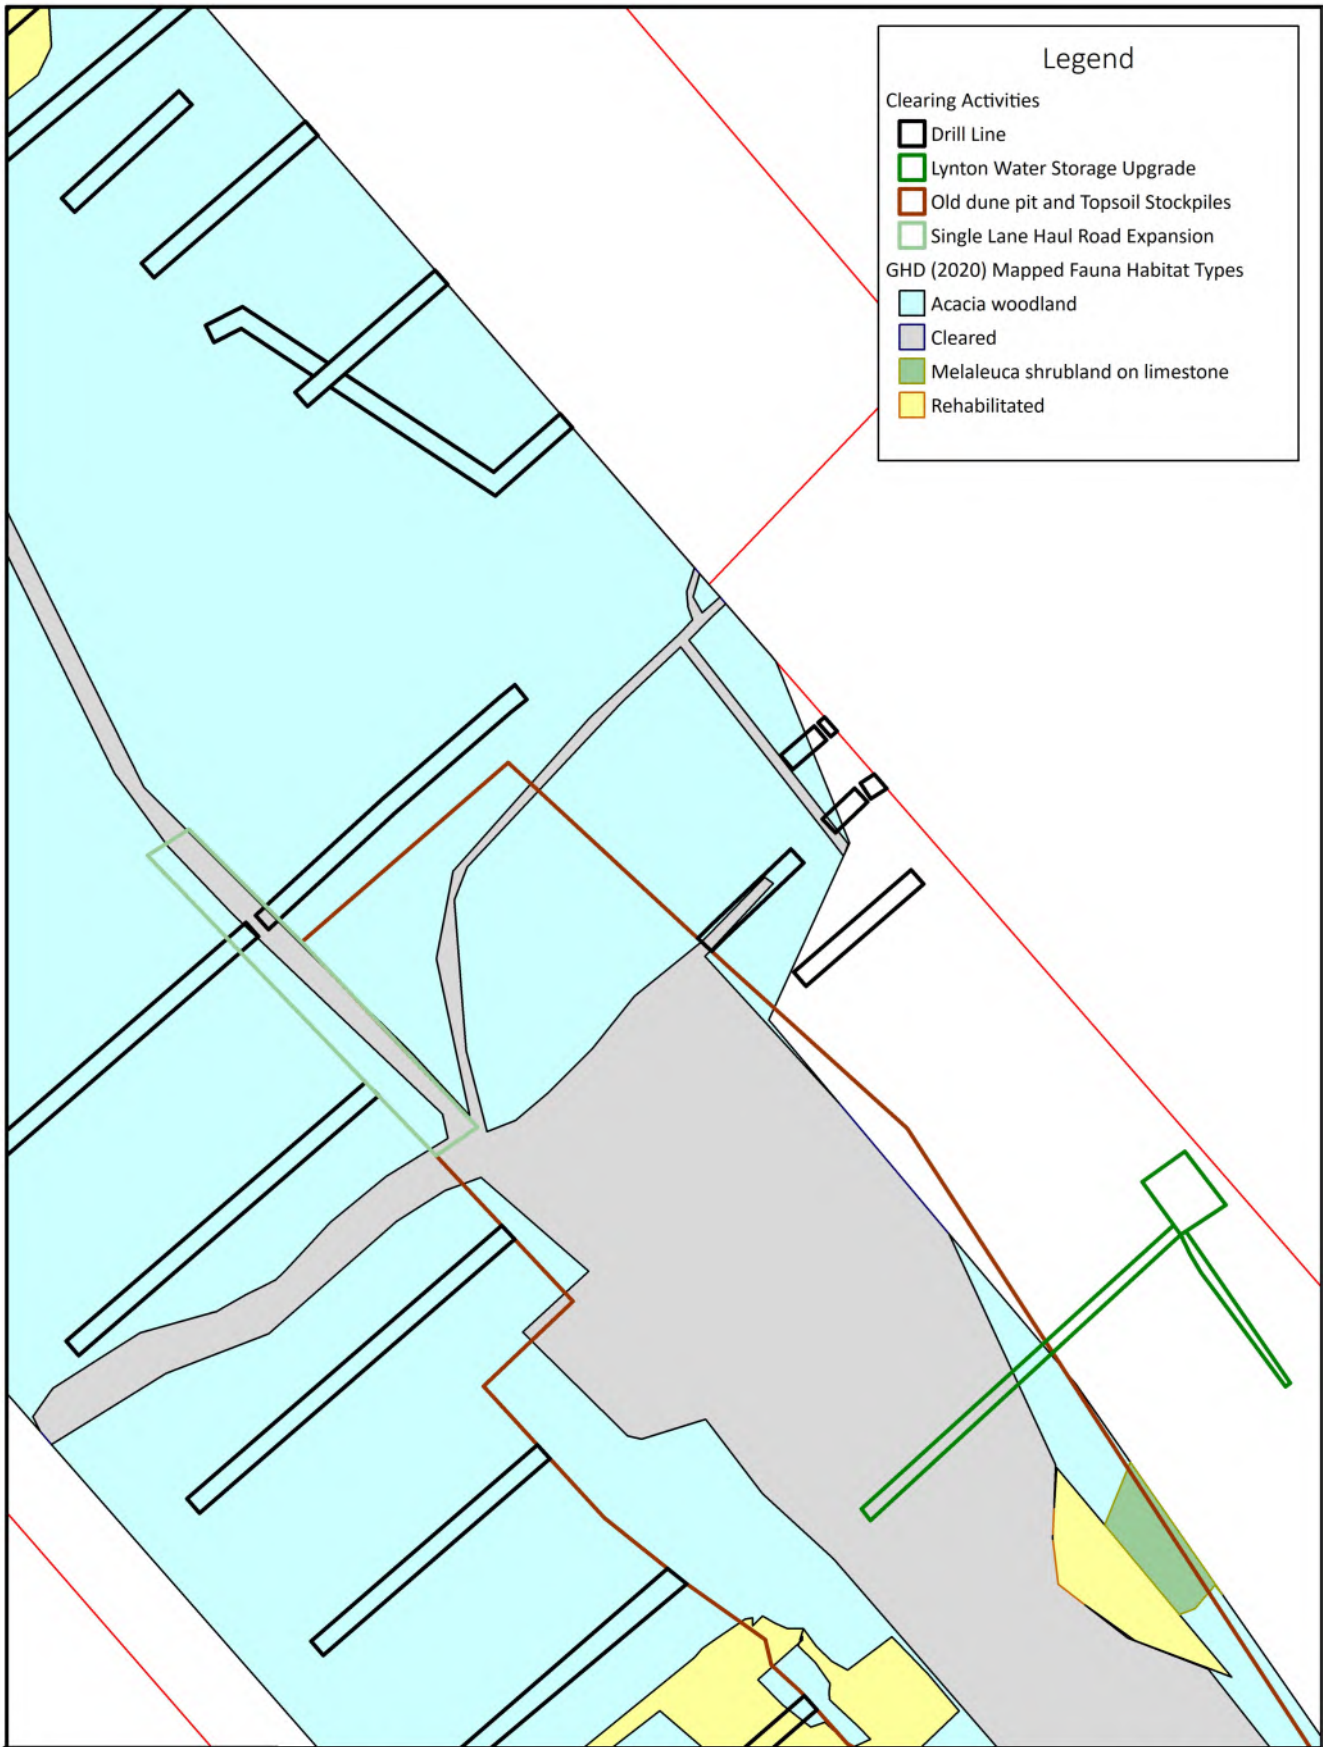 Legend
Clearing Activities
Drill Line
Lynton Water Storage Upgrade
Old dune pit and Topsoil Stockpiles
Single Lane Haul Road Expansion
GHD (2020) Mapped Fauna Habitat Types
Acacia woodland
Cleared
Melaleuca shrubland on limestone
Rehabilitated